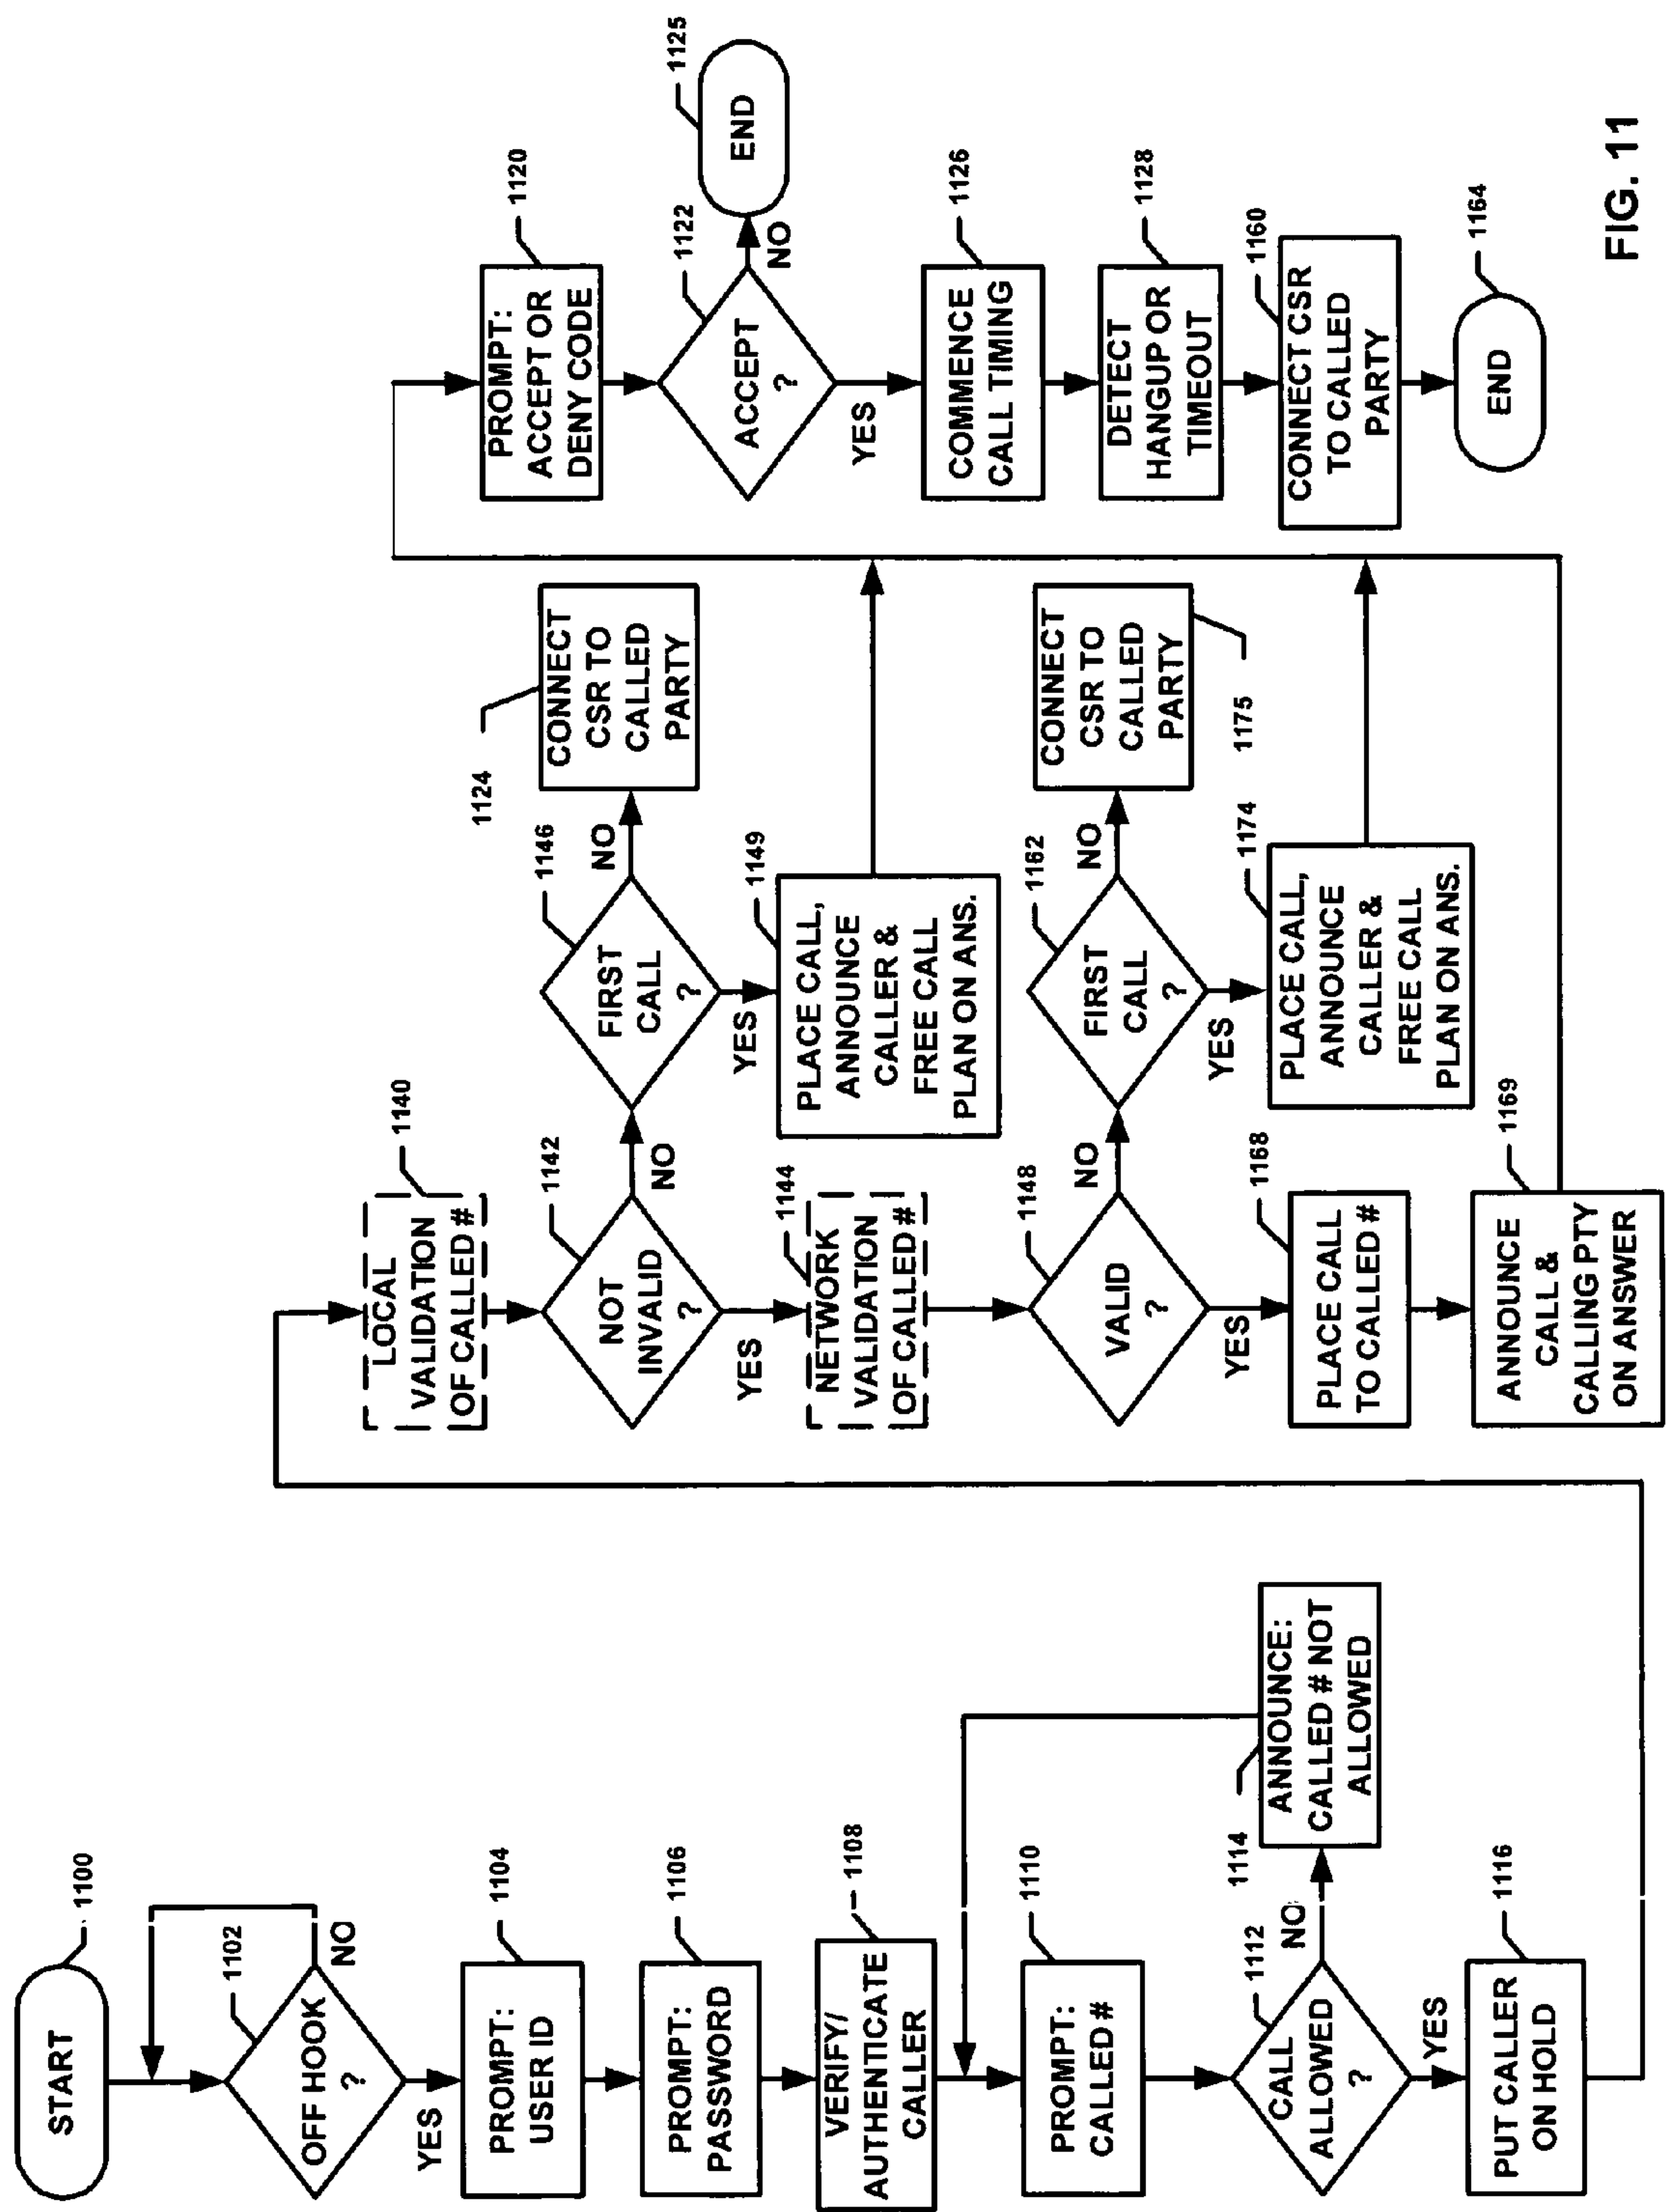 START
1100
OFF HOOK
?
1102
NO
YES
PROMPT:
USER ID
1104
PROMPT:
PASSWORD
1106
VERIFY/
AUTHENTICATE
CALLER
1108
PROMPT:
CALLED #
1110
CALL
ALLOWED
?
1112
NO
YES
ANNOUNCE:
CALLED # NOT
ALLOWED
1114
PUT CALLER
ON HOLD
1116
LOCAL
VALIDATION
OF CALLED #
1140
NOT
INVALID
?
1142
NO
YES
FIRST
CALL
?
1146
NO
YES
CONNECT
CSR TO
CALLED
PARTY
1124
PLACE CALL,
ANNOUNCE
CALLER &
FREE CALL
PLAN ON ANS.
1149
NETWORK
VALIDATION
OF CALLED #
1144
VALID
?
1148
NO
YES
FIRST
CALL
?
1162
NO
YES
CONNECT
CSR TO
CALLED
PARTY
1175
PLACE CALL,
ANNOUNCE
CALLER &
FREE CALL
PLAN ON ANS.
1174
PLACE CALL
TO CALLED #
1168
ANNOUNCE
CALL &
CALLING PTY
ON ANSWER
1169
PROMPT:
ACCEPT OR
DENY CODE
1120
ACCEPT
?
1122
NO
YES
END
1125
COMMENCE
CALL TIMING
1126
DETECT
HANGUP OR
TIMEOUT
1128
CONNECT CSR
TO CALLED
PARTY
1160
END
1164
FIG. 11